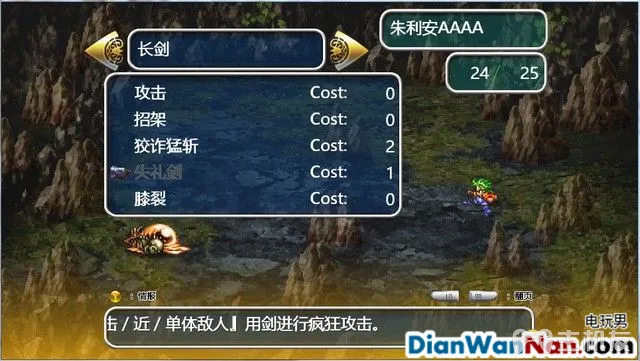 朱利安AAAA
长剑
24 / 25
攻击 Cost: 0
招架 Cost: 0
狡诈猛斩 Cost: 2
失礼剑 Cost: 1
膝裂 Cost: 0
Y : 情报
: 翻页
击／近／单体敌人』用剑进行疯狂攻击。
电玩男
DianWanNan.com